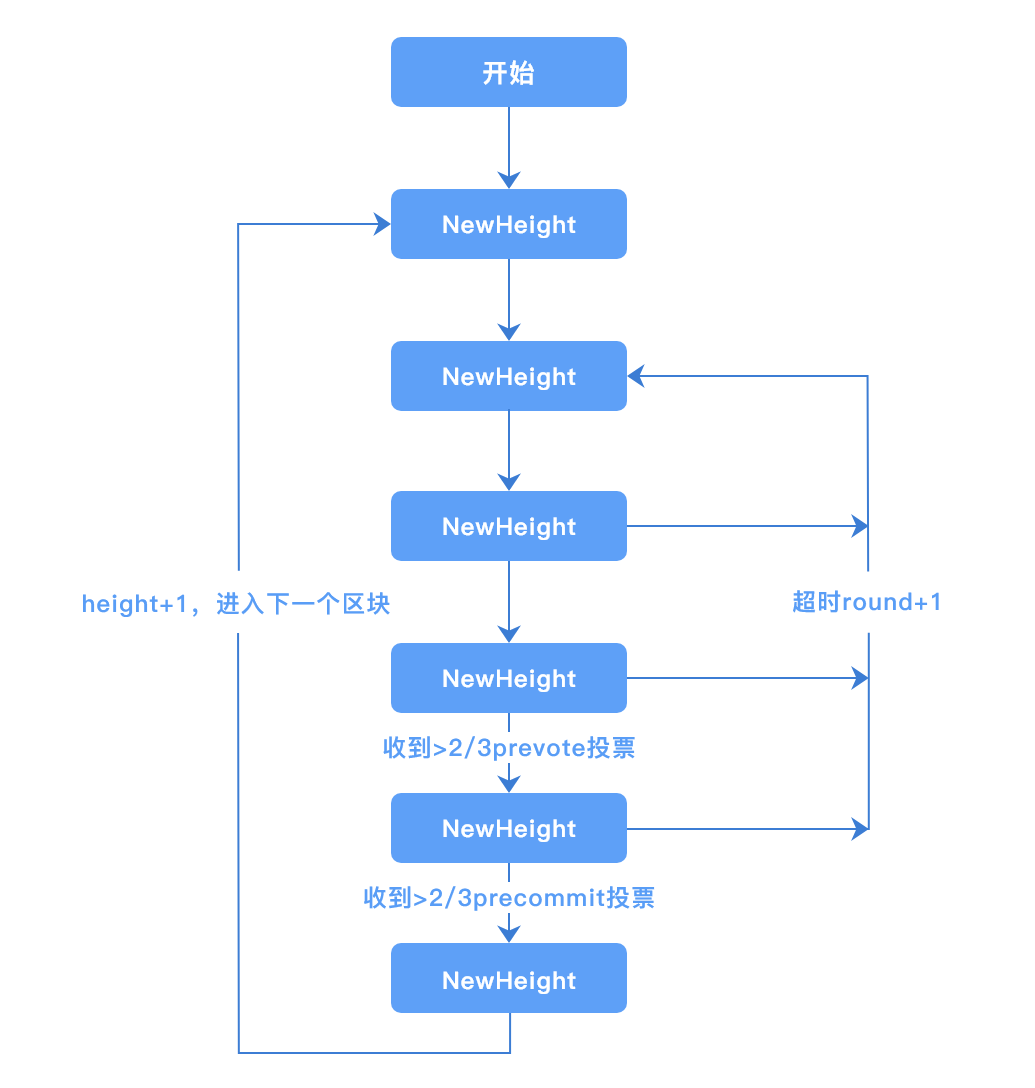 开始
NewHeight
NewHeight
NewHeight
height+1，进入下一个区块
超时round+1
NewHeight
收到>2/3prevote投票
NewHeight
收到>2/3precommit投票
NewHeight